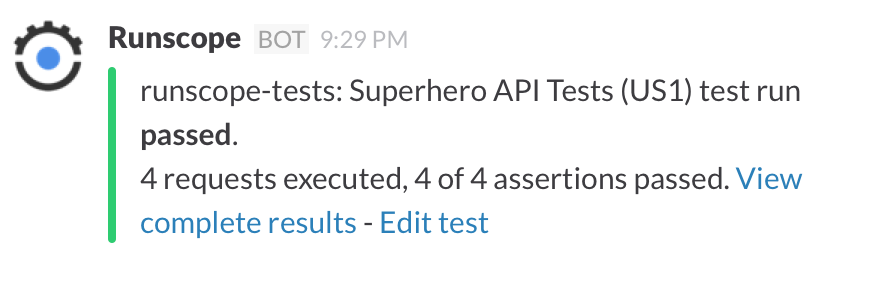 Runscope BOT 9:29 PM
runscope-tests: Superhero API Tests (US1) test run
passed.
4 requests executed, 4 of 4 assertions passed. View
complete results - Edit test